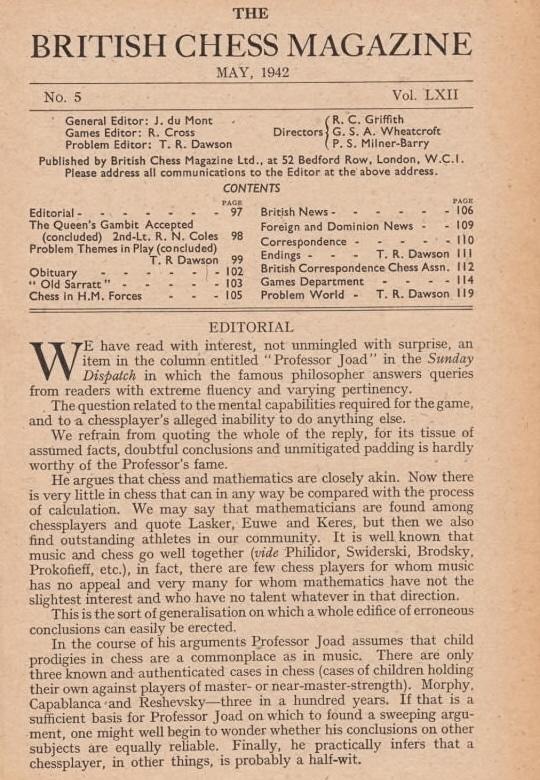 THE
BRITISH CHESS MAGAZINE
MAY, 1942
No. 5 Vol. LXII
General Editor: J. du Mont
Games Editor: R. Cross
Problem Editor: T. R. Dawson
Directors
R. C. Griffith
G. S. A. Wheatcroft
P. S. Milner-Barry
Published by British Chess Magazine Ltd., at 52 Bedford Row, London, W.C.1.
Please address all communications to the Editor at the above address.
CONTENTS
PAGE
Editorial - - - - - - 97
The Queen's Gambit Accepted
(concluded) 2nd-Lt. R. N. Coles 98
Problem Themes in Play (concluded)
T. R Dawson 99
Obituary - - - - - 102
" Old Sarratt " - - - - 103
Chess in H.M. Forces - - - 105
PAGE
British News - - - - - 106
Foreign and Dominion News - - 109
Correspondence - - - - 110
Endings - - - T. R. Dawson 111
British Correspondence Chess Assn. 112
Games Department - - - 114
Problem World - T. R. Dawson 119
EDITORIAL
WE have read with interest, not unmingled with surprise, an
item in the column entitled "Professor Joad" in the Sunday
Dispatch in which the famous philosopher answers queries
from readers with extreme fluency and varying pertinency.
The question related to the mental capabilities required for the game,
and to a chessplayer's alleged inability to do anything else.
We refrain from quoting the whole of the reply, for its tissue of
assumed facts, doubtful conclusions and unmitigated padding is hardly
worthy of the Professor's fame.
He argues that chess and mathematics are closely akin. Now there
is very little in chess that can in any way be compared with the process
of calculation. We may say that mathematicians are found among
chessplayers and quote Lasker, Euwe and Keres, but then we also
find outstanding athletes in our community. It is well known that
music and chess go well together (vide Philidor, Swiderski, Brodsky,
Prokofieff, etc.), in fact, there are few chess players for whom music
has no appeal and very many for whom mathematics have not the
slightest interest and who have no talent whatever in that direction.
This is the sort of generalisation on which a whole edifice of erroneous
conclusions can easily be erected.
In the course of his arguments Professor Joad assumes that child
prodigies in chess are a commonplace as in music. There are only
three known and authenticated cases in chess (cases of children holding
their own against players of master- or near-master-strength). Morphy,
Capablanca and Reshevsky—three in a hundred years. If that is a
sufficient basis for Professor Joad on which to found a sweeping argu-
ment, one might well begin to wonder whether his conclusions on other
subjects are equally reliable. Finally, he practically infers that a
chessplayer, in other things, is probably a half-wit.